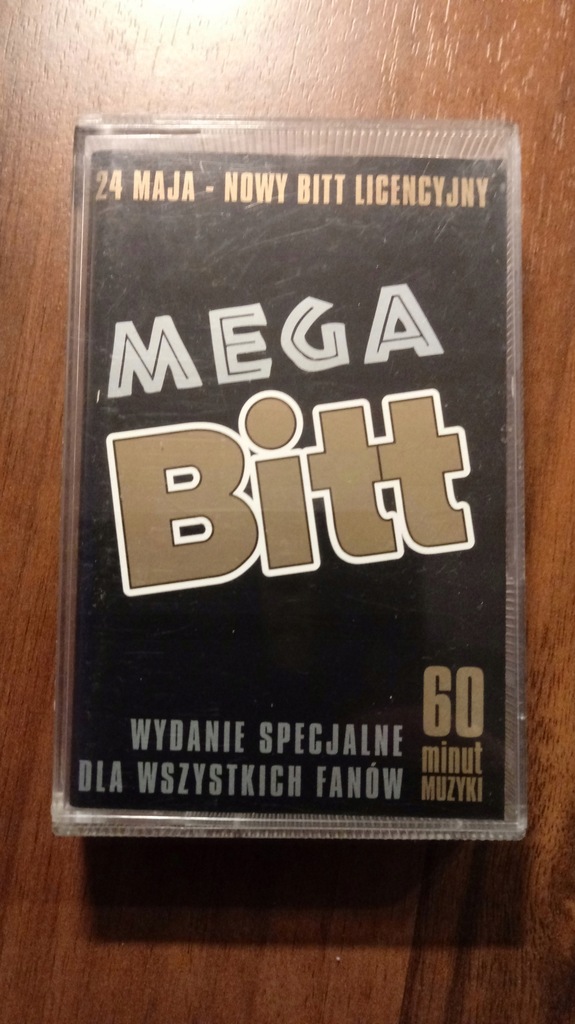 24 MAJA - NOWY BITT LICENCYJNY
MEGA
Bitt
WYDANIE SPECJALNE
DLA WSZYSTKICH FANÓW
60
minut
MUZYKI